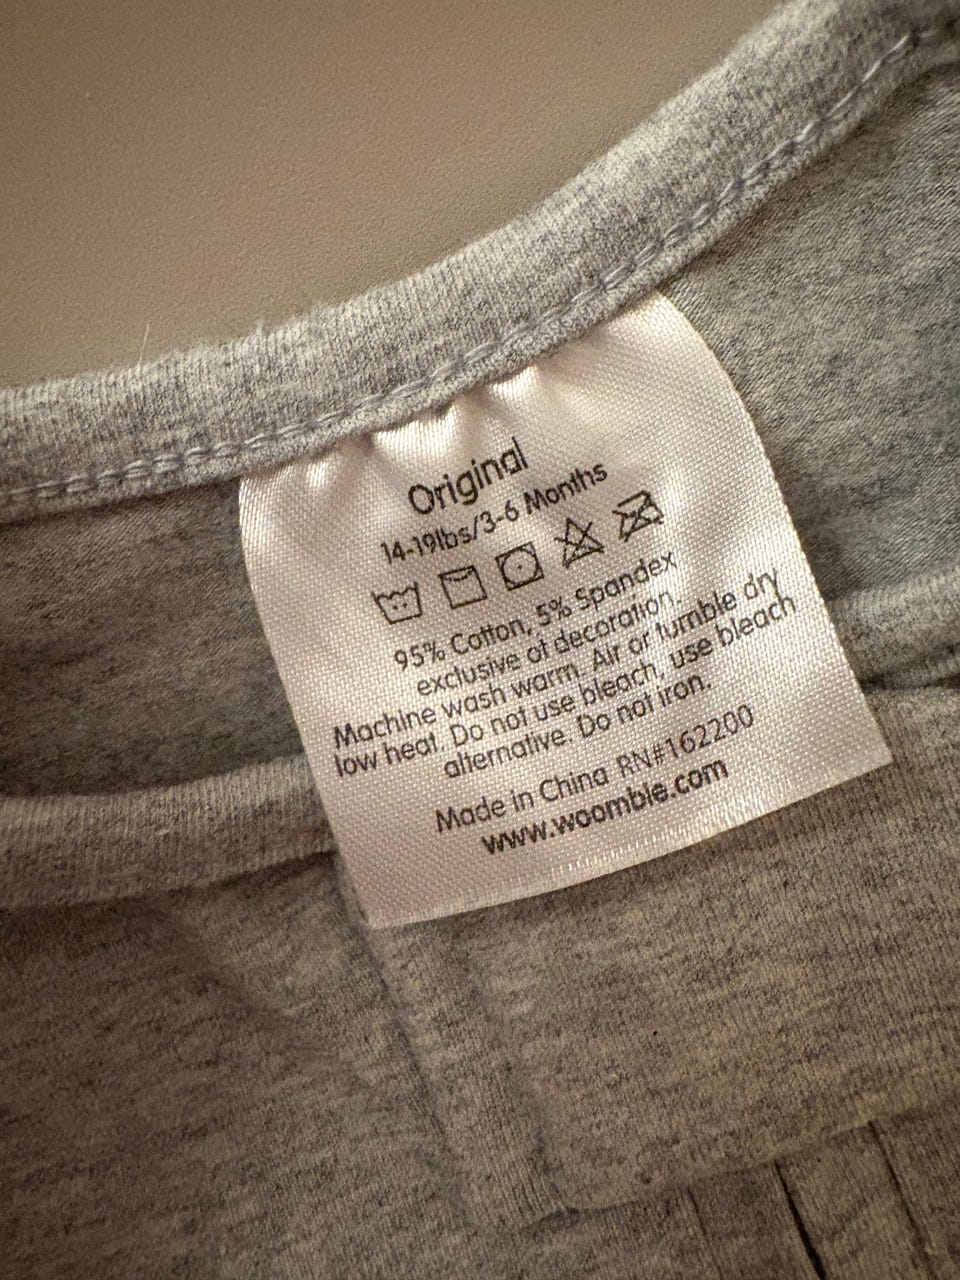 Original
14-19lbs/3-6 Months
95% Cotton, 5% Spandex
exclusive of decoration.
Machine wash warm. Air or tumble dry
low heat. Do not use bleach, use bleach
alternative. Do not iron.
Made in China RN#162200
www.woombie.com